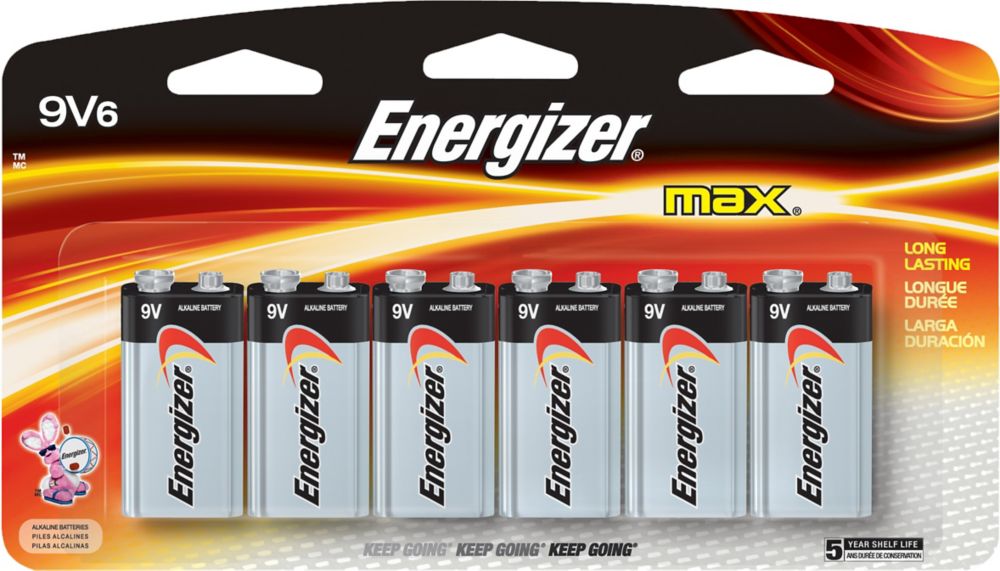 9V6
TM
MC
Energizer®
max®
LONG
LASTING
LONGUE
DURÉE
LARGA
DURACIÓN
9V ALKALINE BATTERY
Energizer®
9V ALKALINE BATTERY
Energizer®
9V ALKALINE BATTERY
Energizer®
9V ALKALINE BATTERY
Energizer®
9V ALKALINE BATTERY
Energizer®
9V ALKALINE BATTERY
Energizer®
Energizer
TM
MC
ALKALINE BATTERIES
PILES ALCALINES
PILAS ALCALINAS
KEEP GOING® KEEP GOING® KEEP GOING®
5 YEAR SHELF LIFE
ANS DURÉE DE CONSERVATION